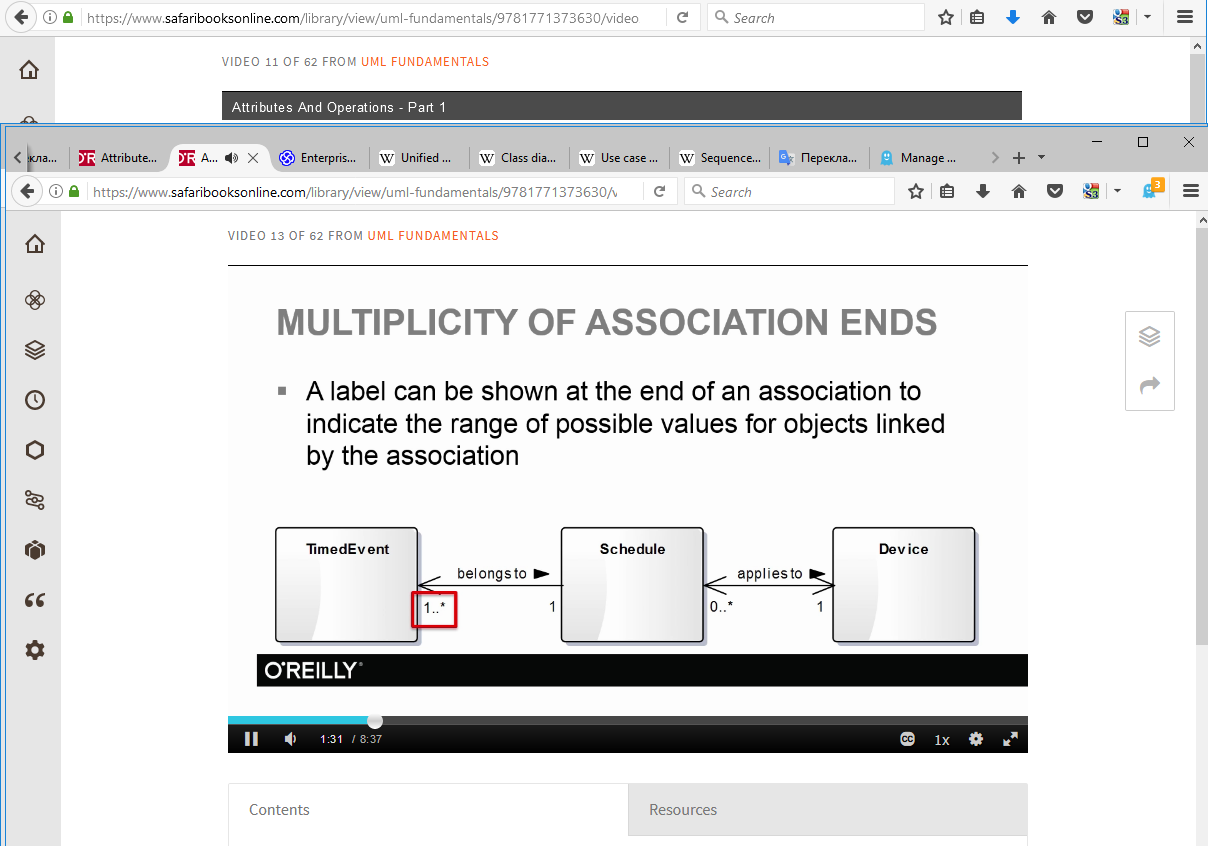 https://www.safaribooksonline.com/library/view/uml-fundamentals/9781771373630/video
Search
VIDEO 11 OF 62 FROM UML FUNDAMENTALS
Attributes And Operations - Part 1
кла...
Attribute...
A...
Enterpris...
Unified ...
Class dia...
Use case ...
Sequence...
Перекла...
Manage ...
https://www.safaribooksonline.com/library/view/uml-fundamentals/9781771373630/v
Search
3
VIDEO 13 OF 62 FROM UML FUNDAMENTALS
MULTIPLICITY OF ASSOCIATION ENDS
A label can be shown at the end of an association to
indicate the range of possible values for objects linked
by the association
TimedEvent
Schedule
Device
belongs to
applies to
1..*
1
0..*
1
O'REILLY®
1:31 / 8:37
CC
1x
Contents
Resources